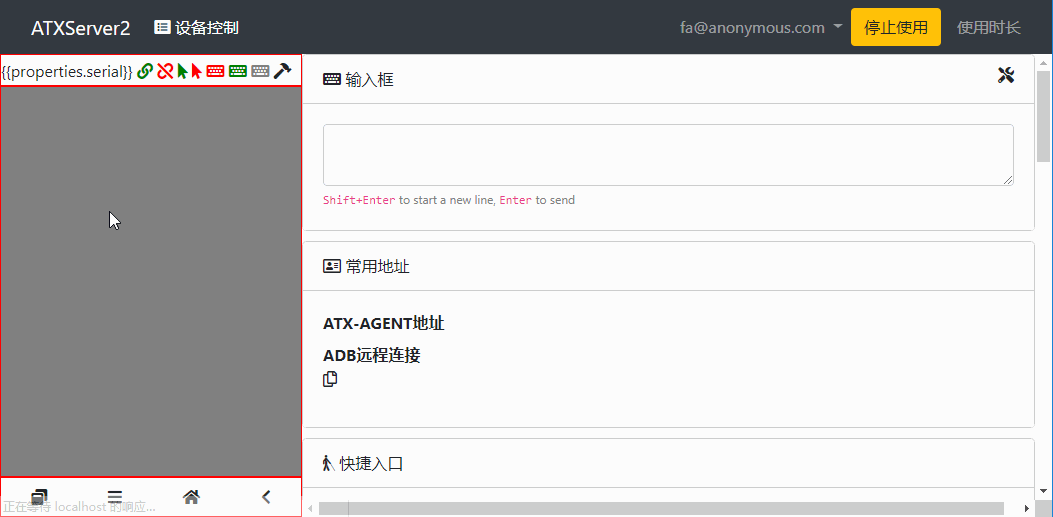 ATXServer2 设备控制 fa@anonymous.com 停止使用 使用时长
{{properties.serial}}
输入框
Shift+Enter to start a new line, Enter to send
常用地址
ATX-AGENT地址
ADB远程连接
快捷入口
正在等待 localhost 的响应...